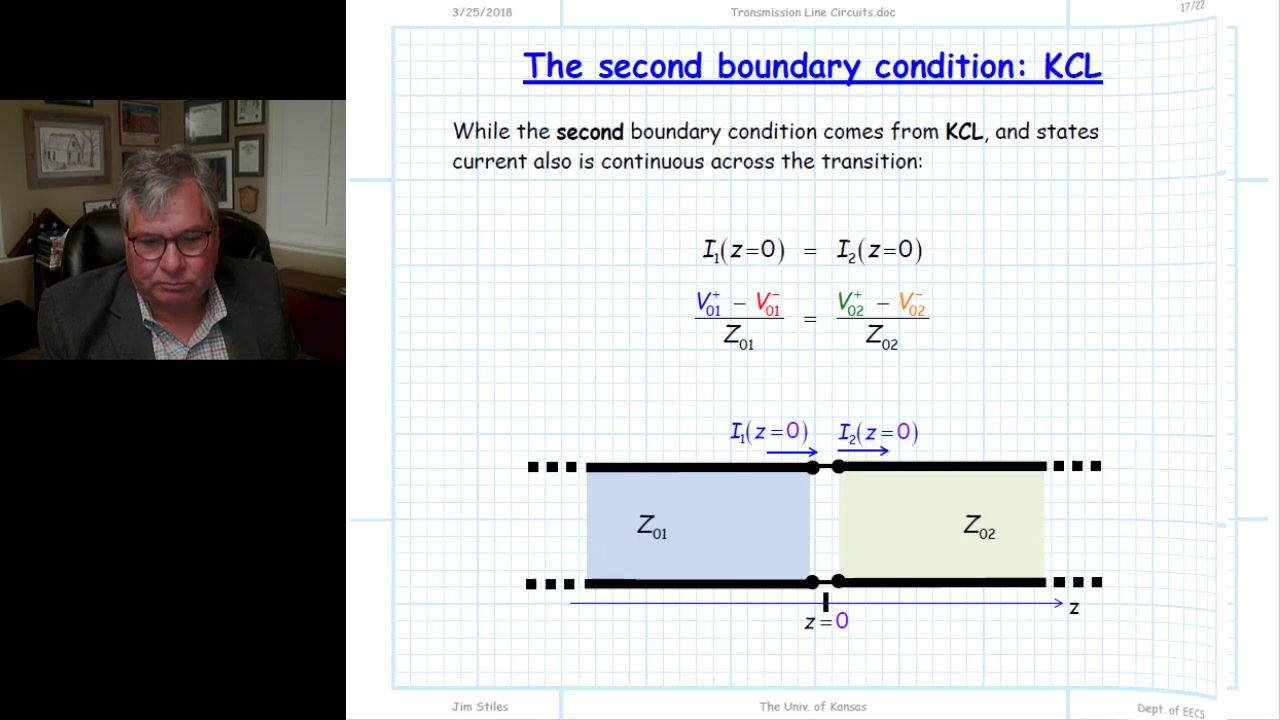 3/25/2018 Transmission Line Circuits.doc 17/22
The second boundary condition: KCL
While the second boundary condition comes from KCL, and states
current also is continuous across the transition:
I₁(z=0) = I₂(z=0)
V₀₁⁺ − V₀₁⁻ / Z₀₁ = V₀₂⁺ − V₀₂⁻ / Z₀₂
I₁(z=0) I₂(z=0)
Z₀₁ Z₀₂
z
z=0
Jim Stiles The Univ. of Kansas Dept. of EECS